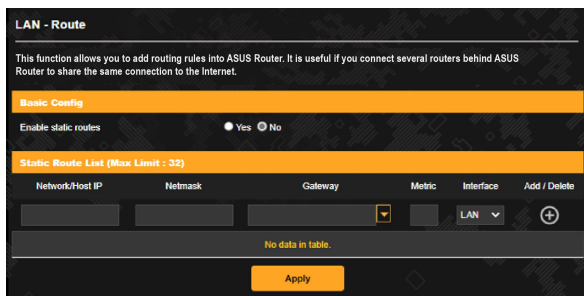 LAN - Route
This function allows you to add routing rules into ASUS Router. It is useful if you connect several routers behind ASUS
Router to share the same connection to the Internet.
Basic Config
Enable static routes Yes No
Static Route List (Max Limit : 32)
Network/Host IP Netmask Gateway Metric Interface Add / Delete
LAN
No data in table.
Apply